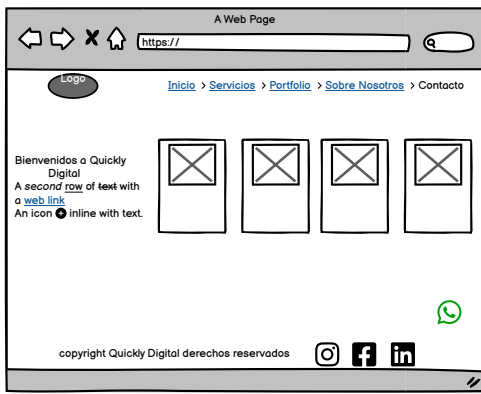 A Web Page
https://
Logo
Inicio > Servicios > Portfolio > Sobre Nosotros > Contacto
Bienvenidos a Quickly
Digital
A second row of text with
a web link
An icon + inline with text.
copyright Quickly Digital derechos reservados